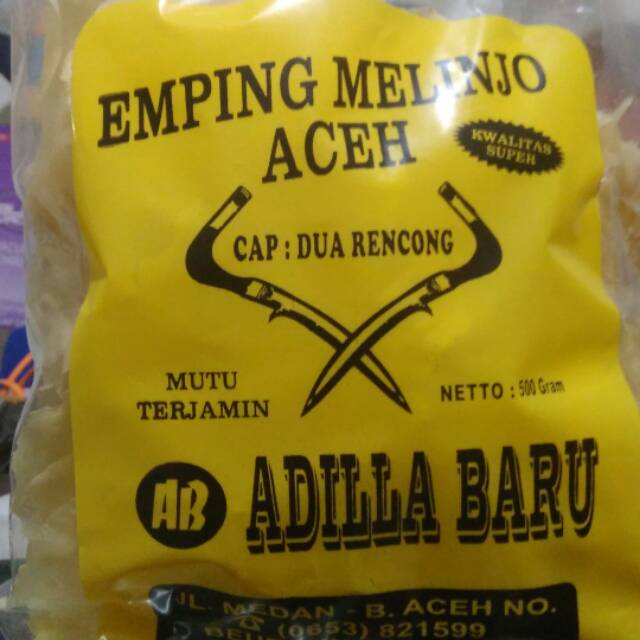 EMPING MELINJO
ACEH
KWALITAS
SUPER
CAP : DUA RENCONG
MUTU
TERJAMIN
NETTO : 500 Gram
AB
ADILLA BARU
JL. MEDAN - B. ACEH NO.
(0653) 821599